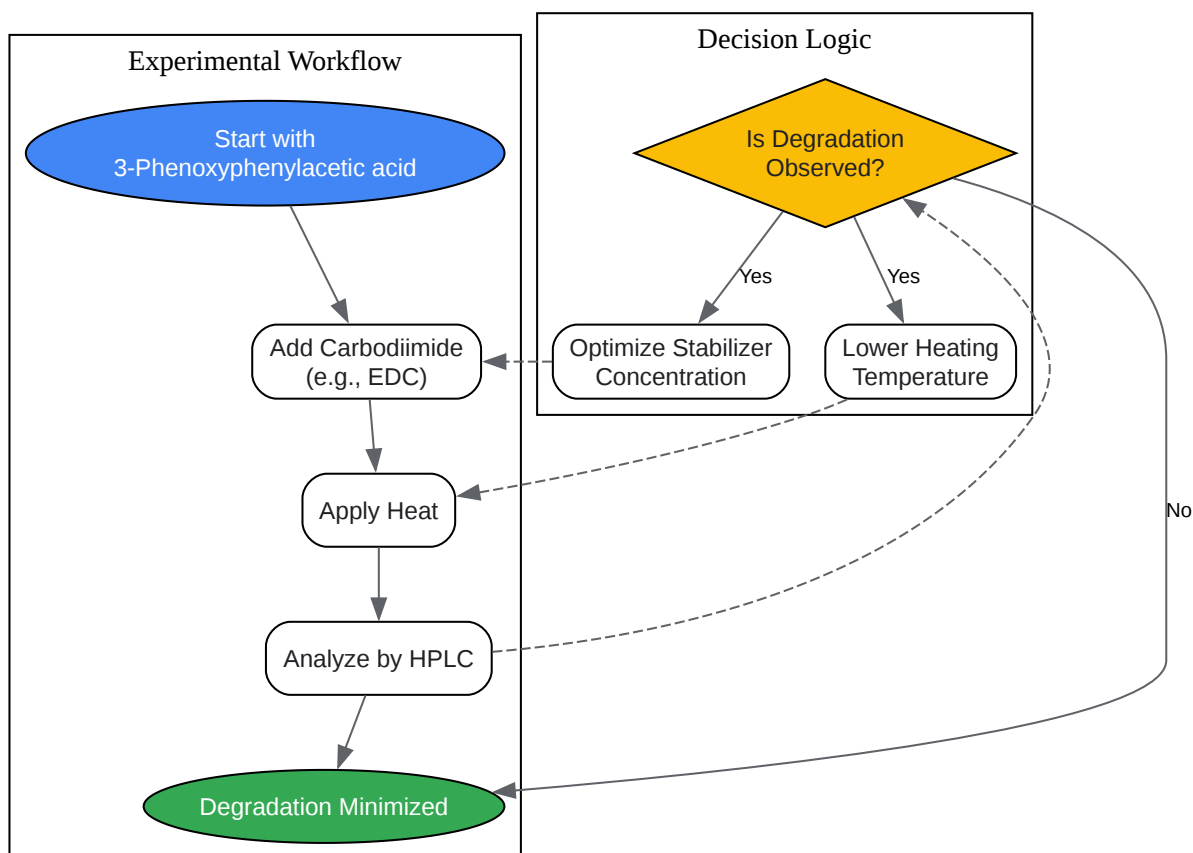 Experimental Workflow
Start with
3-Phenoxyphenylacetic acid
Add Carbodiimide
(e.g., EDC)
Apply Heat
Analyze by HPLC
Degradation Minimized
Decision Logic
Is Degradation
Observed?
Yes
Yes
Optimize Stabilizer
Concentration
Lower Heating
Temperature
No